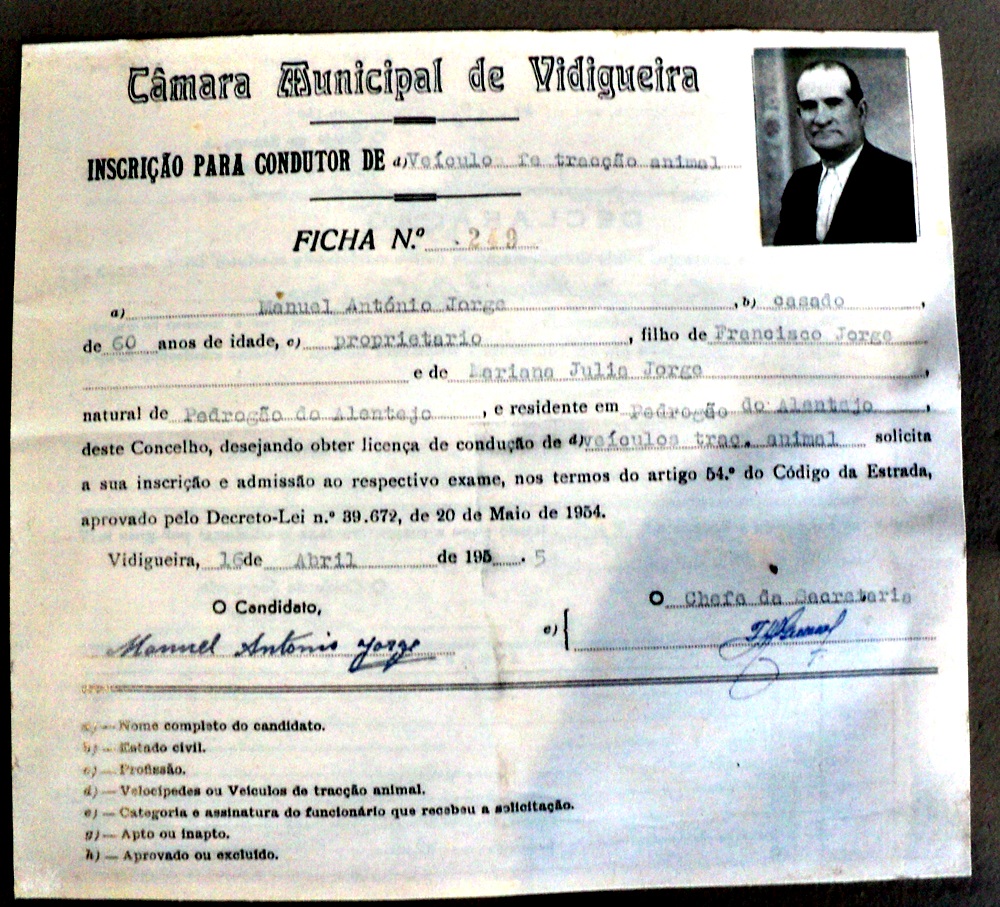 Câmara Municipal de Vidigueira
INSCRIÇÃO PARA CONDUTOR DE a) Veículo fe tracção animal
FICHA N.º 249
a) Manuel António Jorge, b) casado,
de 60 anos de idade, c) proprietario, filho de Francisco Jorge
e de Mariana Julia Jorge,
natural de Pedrogão do Alentejo, e residente em Pedrogão do Alentejo,
deste Concelho, desejando obter licença de condução de d) veículos trac. animal solicita
a sua inscrição e admissão ao respectivo exame, nos termos do artigo 54.º do Código da Estrada,
aprovado pelo Decreto-Lei n.º 39.672, de 20 de Maio de 1954.
Vidigueira, 16 de Abril de 195 . 5
O Candidato,
O Chefe da Secretaria
e)
Manuel Antonio Jorge
a) — Nome completo do candidato.
b) — Estado civil.
c) — Profissão.
d) — Velocípedes ou Veículos de tracção animal.
e) — Categoria e assinatura do funcionário que recebeu a solicitação.
g) — Apto ou inapto.
h) — Aprovado ou excluído.